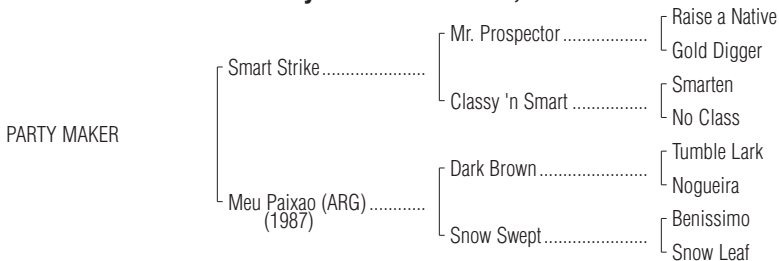 Raise a Native
Mr. Prospector ...................
Gold Digger
Smart Strike.......................
Smarten
Classy 'n Smart .................
No Class
PARTY MAKER
Tumble Lark
Dark Brown........................
Nogueira
Meu Paixao (ARG) ............
(1987)
Benissimo
Snow Swept.......................
Snow Leaf